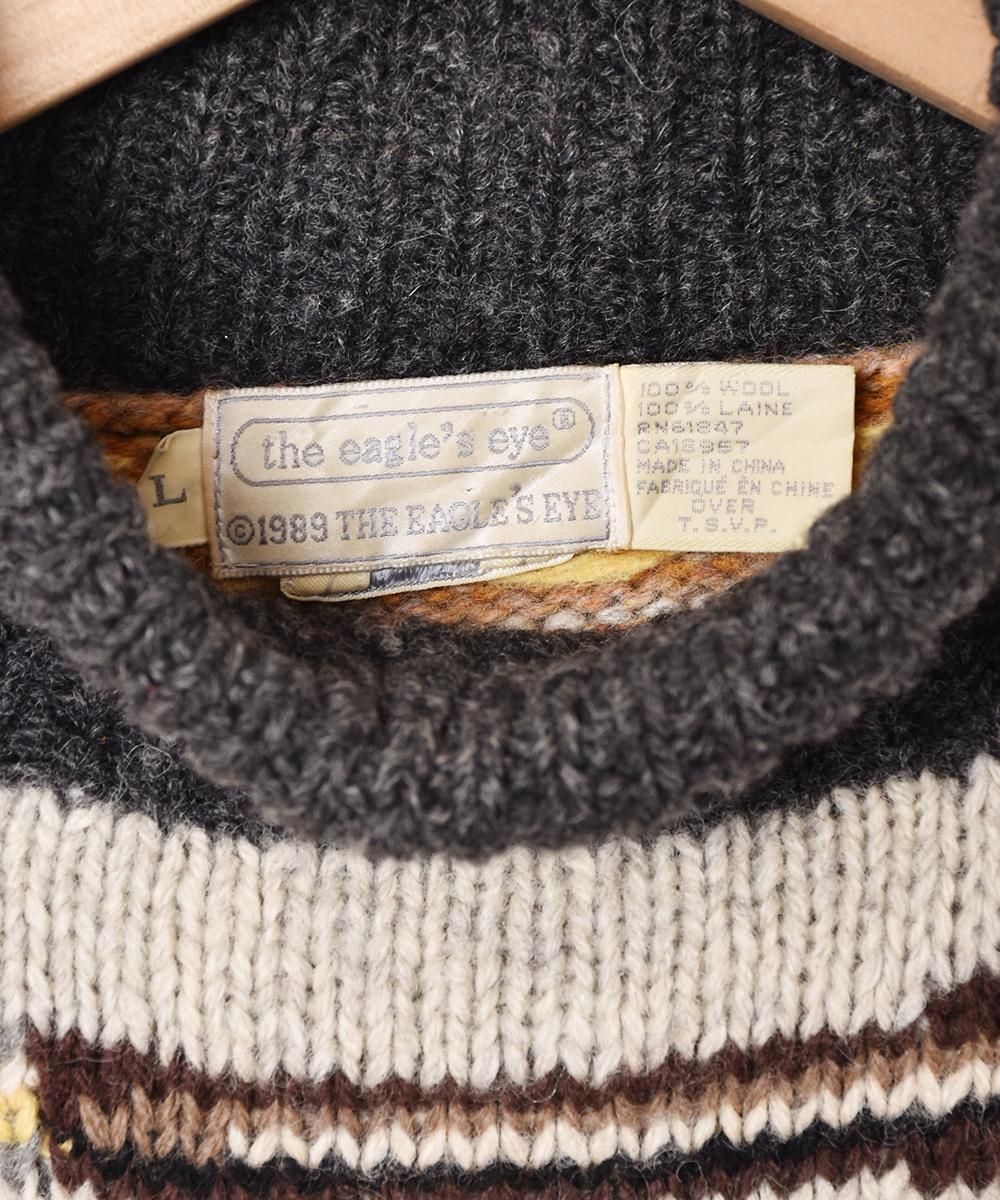 L
the eagle's eye®
©1989 THE EAGLE'S EYE
100% WOOL
100% LAINE
RN61847
CA18967
MADE IN CHINA
FABRIQUÉ EN CHINE
OVER
T.S.V.P.